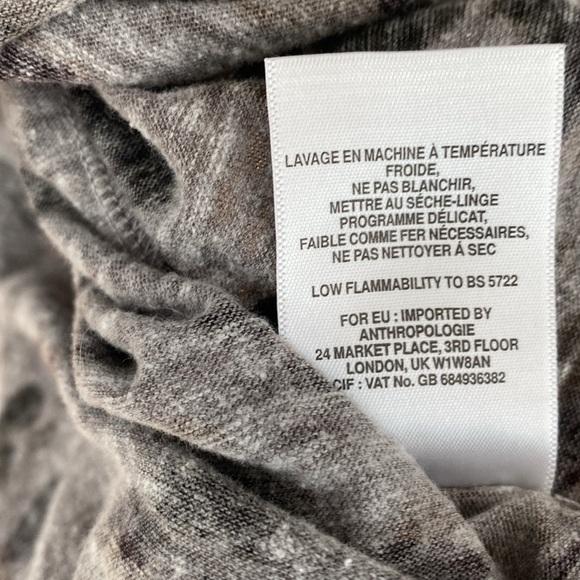 LAVAGE EN MACHINE À TEMPÉRATURE
FROIDE,
NE PAS BLANCHIR,
METTRE AU SÉCHE-LINGE
PROGRAMME DÉLICAT,
FAIBLE COMME FER NÉCESSAIRES,
NE PAS NETTOYER À SEC
LOW FLAMMABILITY TO BS 5722
FOR EU : IMPORTED BY
ANTHROPOLOGIE
24 MARKET PLACE, 3RD FLOOR
LONDON, UK W1W8AN
CIF : VAT No. GB 684936382